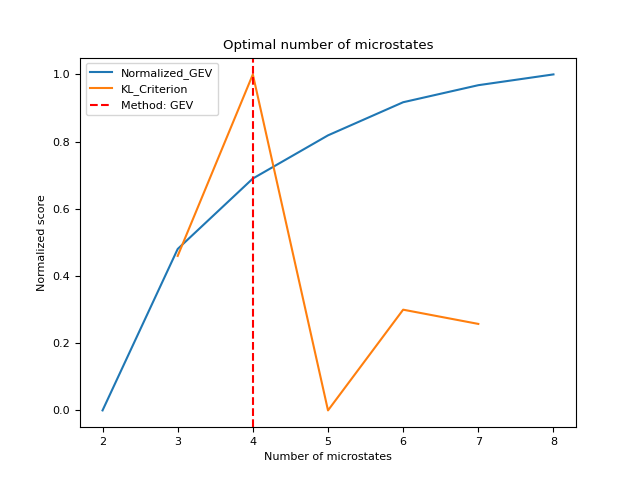 Optimal number of microstates
Normalized_GEV
KL_Criterion
Method: GEV
Normalized score
1.0
0.8
0.6
0.4
0.2
0.0
2 3 4 5 6 7 8
Number of microstates